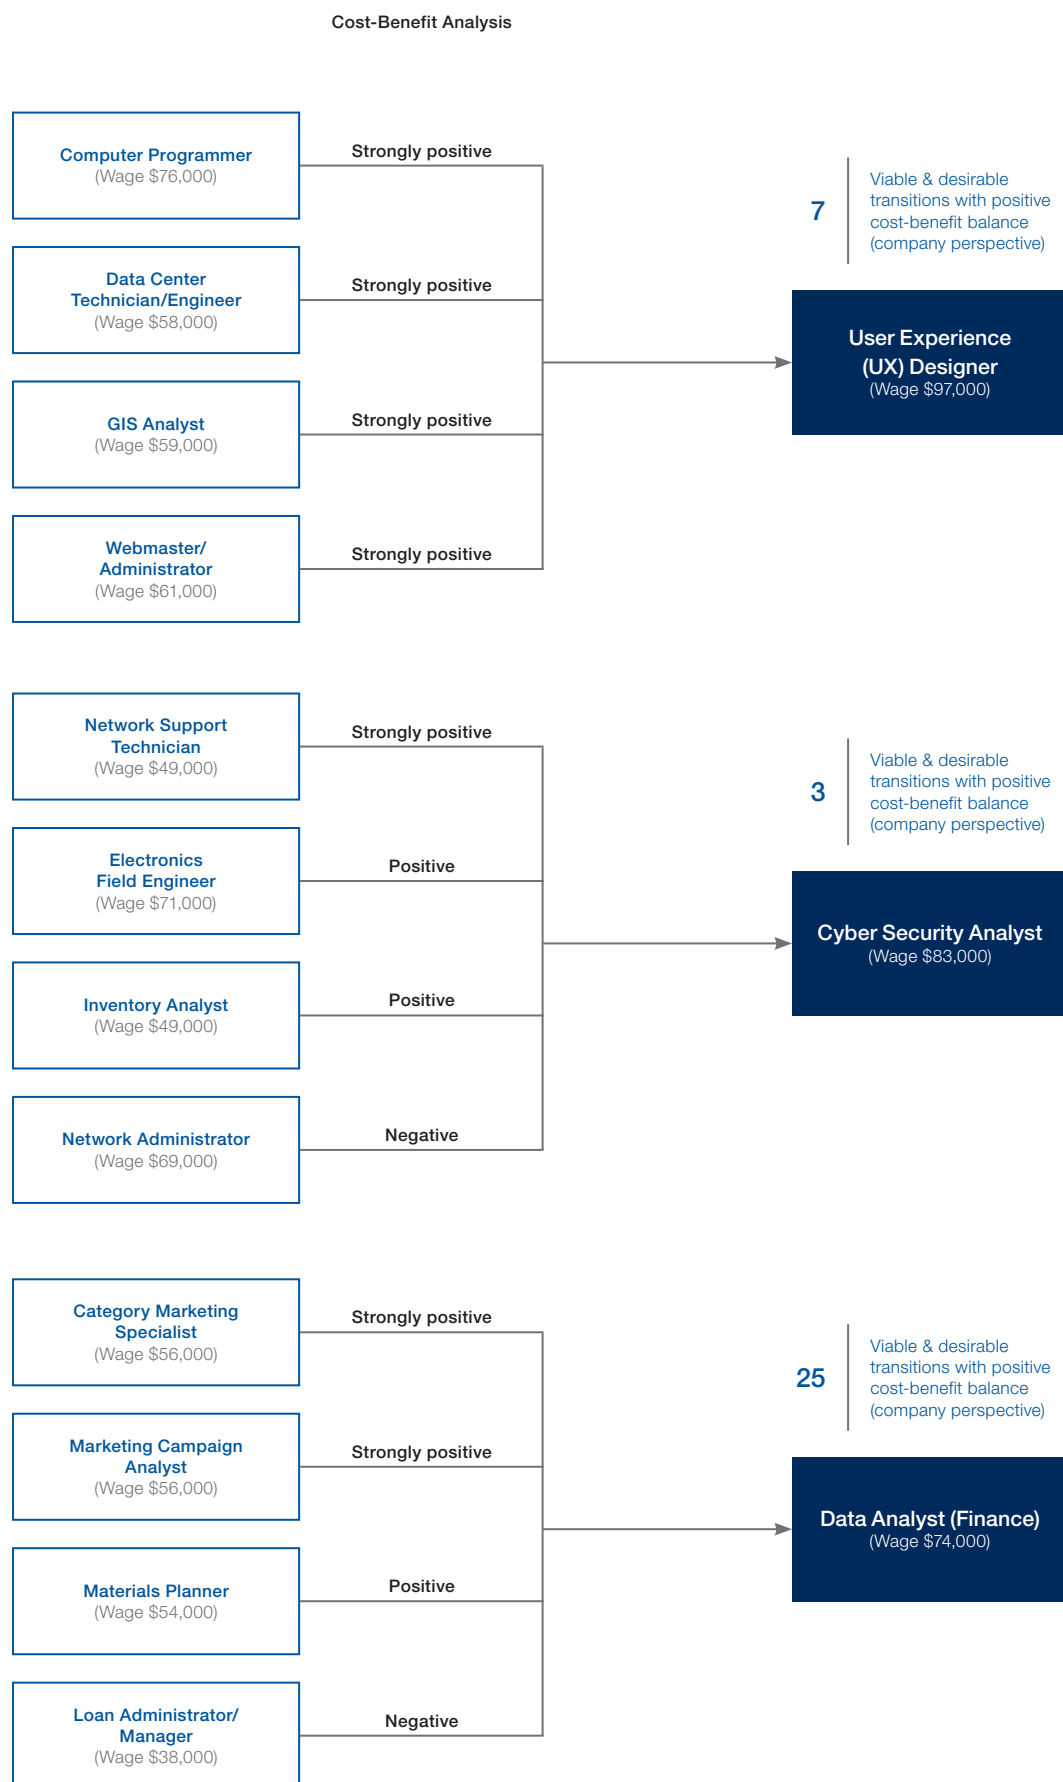 Cost-Benefit Analysis
Computer Programmer
(Wage $76,000)
Strongly positive
Data Center
Technician/Engineer
(Wage $58,000)
Strongly positive
GIS Analyst
(Wage $59,000)
Strongly positive
Webmaster/
Administrator
(Wage $61,000)
Strongly positive
7
Viable & desirable
transitions with positive
cost-benefit balance
(company perspective)
User Experience
(UX) Designer
(Wage $97,000)
Network Support
Technician
(Wage $49,000)
Strongly positive
Electronics
Field Engineer
(Wage $71,000)
Positive
Inventory Analyst
(Wage $49,000)
Positive
Network Administrator
(Wage $69,000)
Negative
3
Viable & desirable
transitions with positive
cost-benefit balance
(company perspective)
Cyber Security Analyst
(Wage $83,000)
Category Marketing
Specialist
(Wage $56,000)
Strongly positive
Marketing Campaign
Analyst
(Wage $56,000)
Strongly positive
Materials Planner
(Wage $54,000)
Positive
Loan Administrator/
Manager
(Wage $38,000)
Negative
25
Viable & desirable
transitions with positive
cost-benefit balance
(company perspective)
Data Analyst (Finance)
(Wage $74,000)